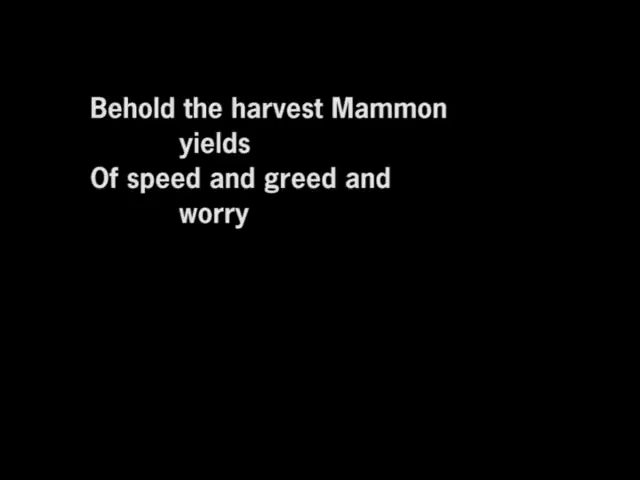 Behold the harvest Mammon
yields
Of speed and greed and
worry